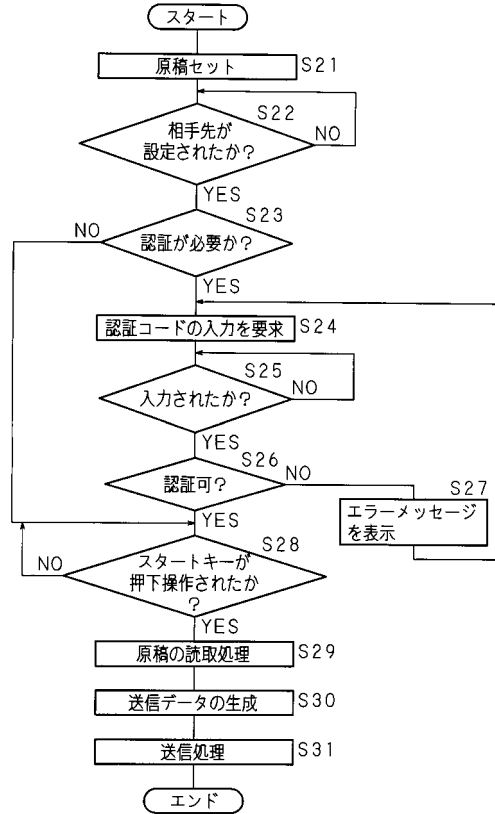 スタート
原稿セット
S21
S22
相手先が
設定されたか?
NO
YES
S23
NO
認証が必要か?
YES
認証コードの入力を要求
S24
S25
入力されたか?
NO
YES
S26
NO
認証可?
S27
エラーメッセージ
を表示
YES
S28
NO
スタートキーが
押下操作されたか
?
YES
原稿の読取処理
S29
送信データの生成
S30
送信処理
S31
エンド